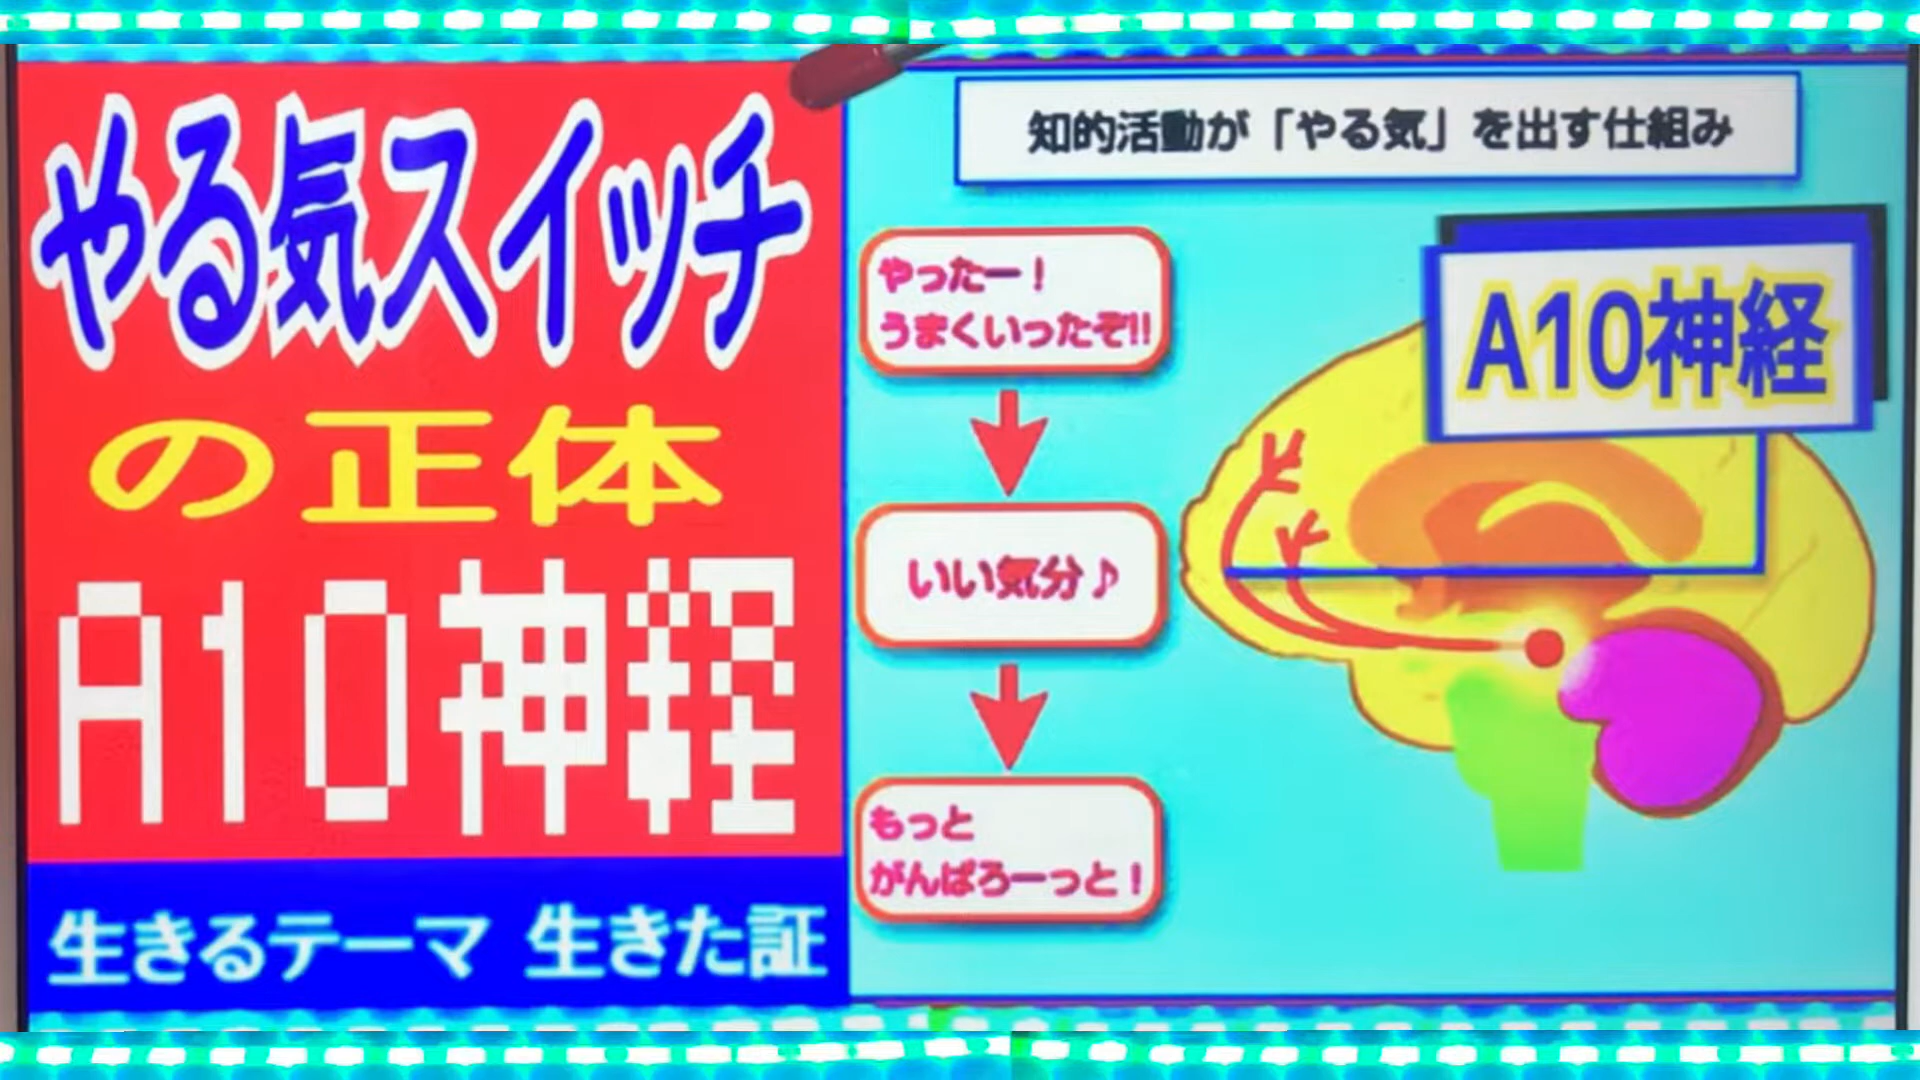 やる気スイッチ
の正体
A10神経
生きるテーマ 生きた証
知的活動が「やる気」を出す仕組み
やったー！
うまくいったぞ!!
いい気分♪
もっと
がんばろーっと！
A10神経